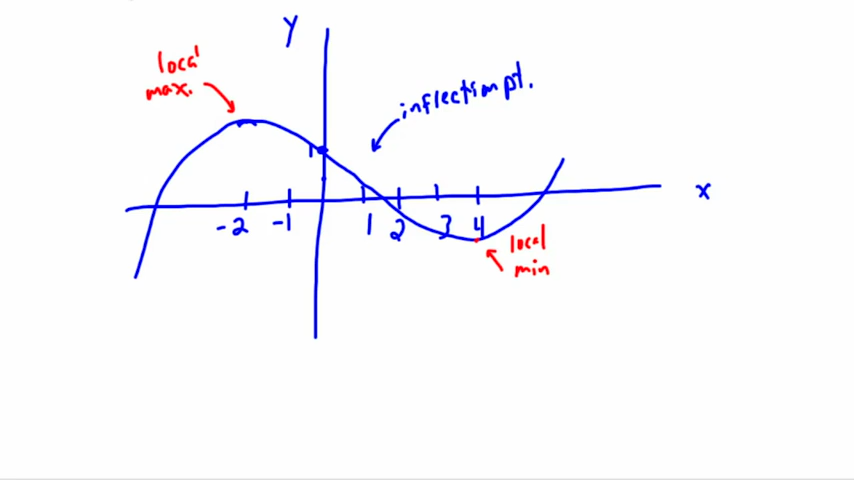 y
local
max.
inflection pt.
1
x
-2 -1 1 2 3 4
local
min